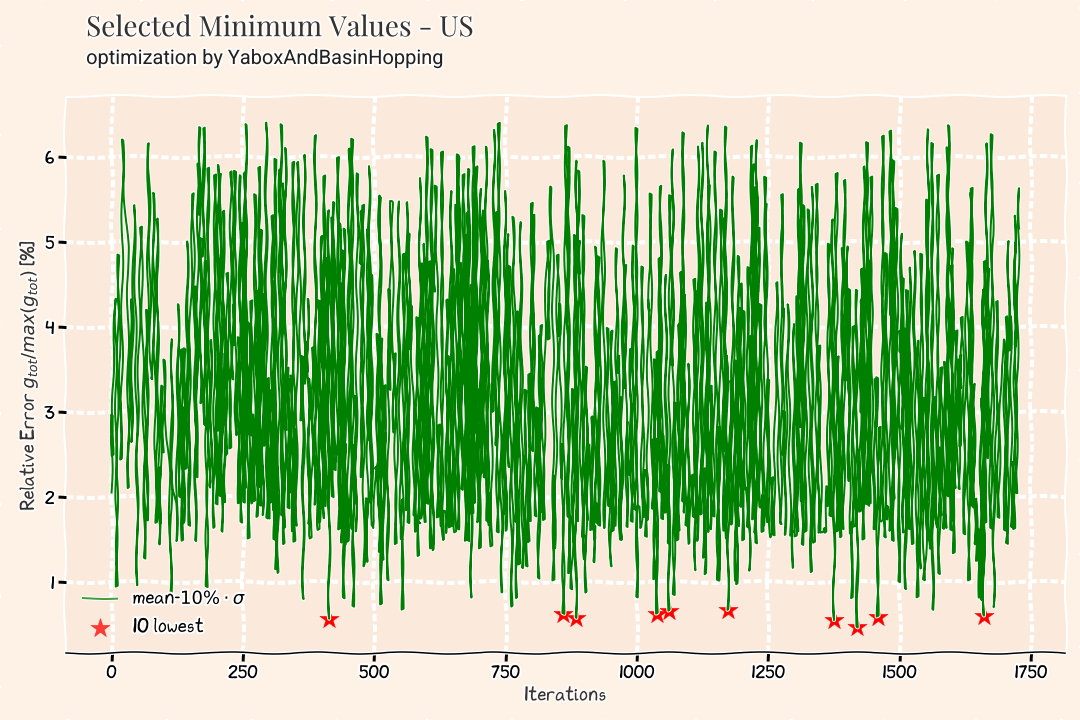 Selected Minimum Values - US
optimization by YaboxAndBasinHopping
Relative Error g_tot/max(g_tot) [%]
6
5
4
3
2
1
mean-10% · σ
10 lowest
0 250 500 750 1000 1250 1500 1750
Iterations